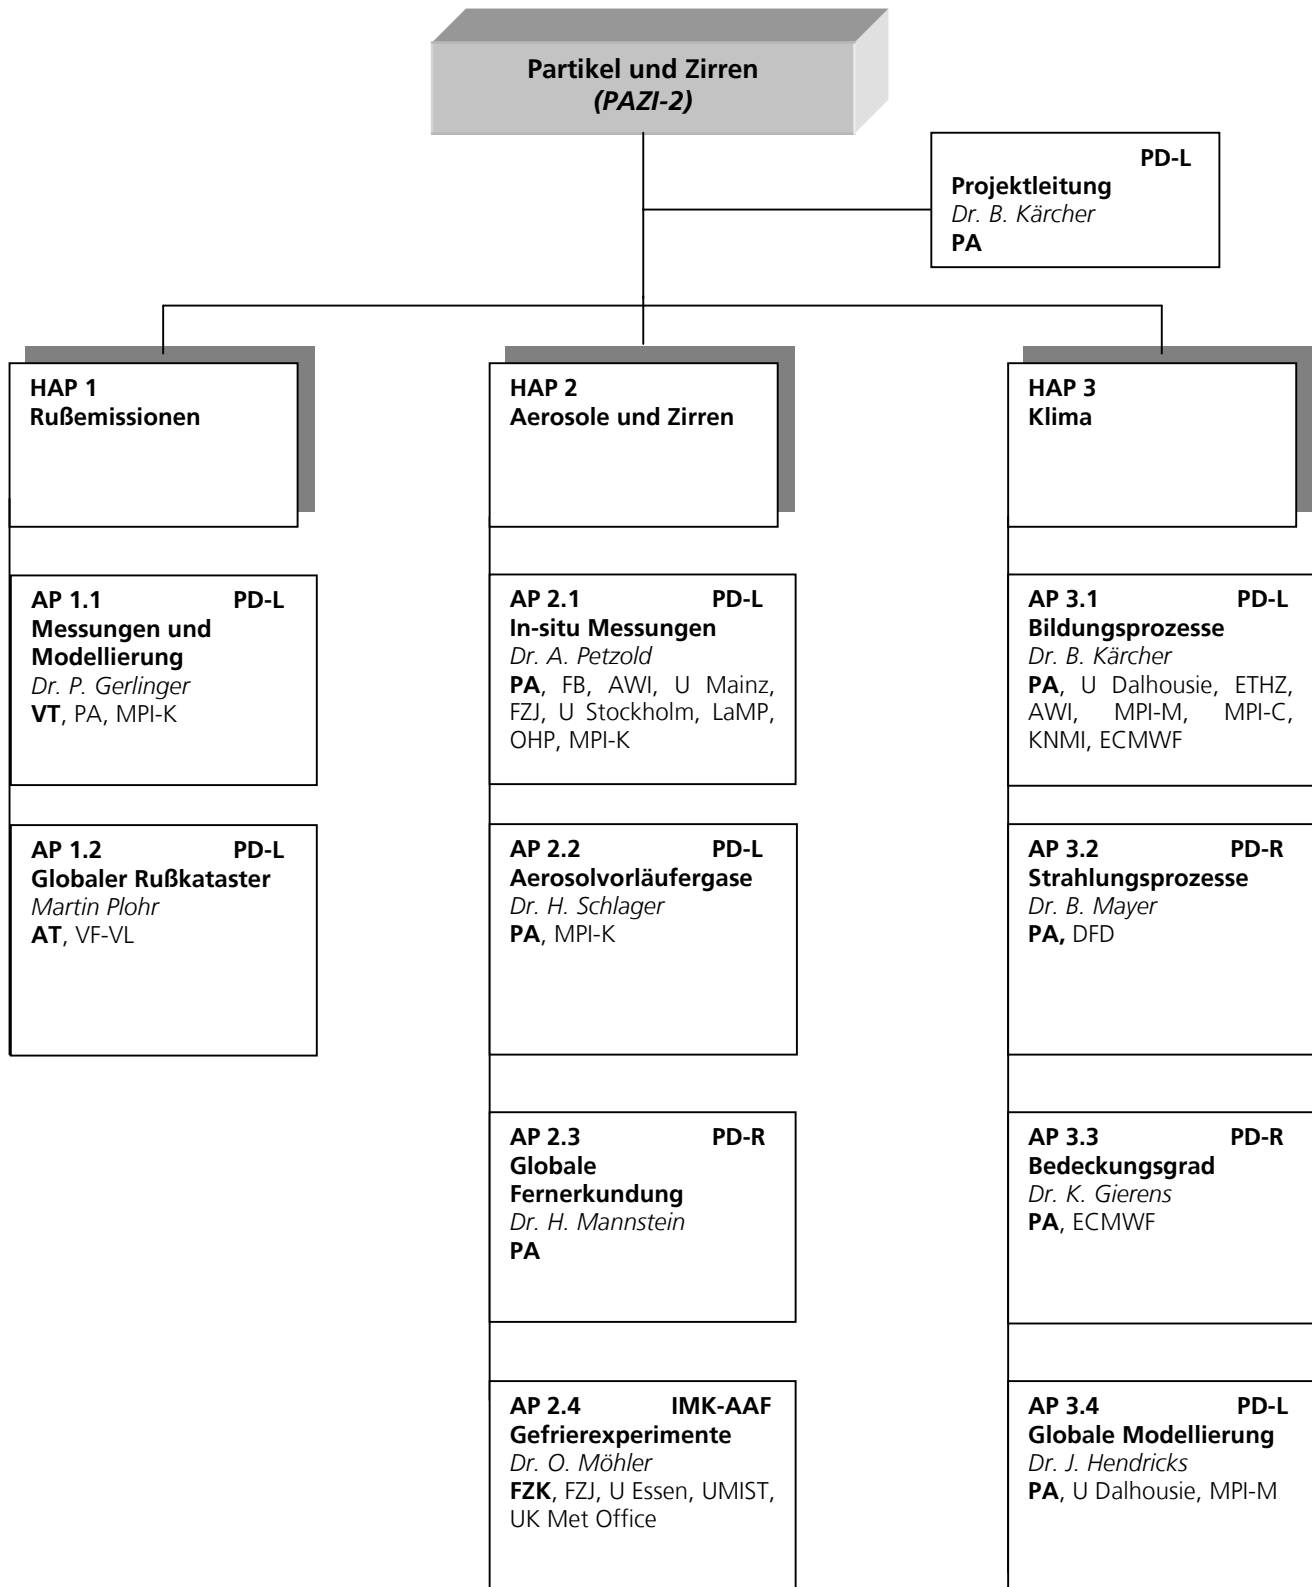 Partikel und Zirren
(PAZI-2)
PD-L
Projektleitung
Dr. B. Kärcher
PA
HAP 1
Rußemissionen
HAP 2
Aerosole und Zirren
HAP 3
Klima
AP 1.1 PD-L
Messungen und
Modellierung
Dr. P. Gerlinger
VT, PA, MPI-K
AP 2.1 PD-L
In-situ Messungen
Dr. A. Petzold
PA, FB, AWI, U Mainz,
FZJ, U Stockholm, LaMP,
OHP, MPI-K
AP 3.1 PD-L
Bildungsprozesse
Dr. B. Kärcher
PA, U Dalhousie, ETHZ,
AWI, MPI-M, MPI-C,
KNMI, ECMWF
AP 1.2 PD-L
Globaler Rußkataster
Martin Plohr
AT, VF-VL
AP 2.2 PD-L
Aerosolvorläufergase
Dr. H. Schlager
PA, MPI-K
AP 3.2 PD-R
Strahlungsprozesse
Dr. B. Mayer
PA, DFD
AP 2.3 PD-R
Globale
Fernerkundung
Dr. H. Mannstein
PA
AP 3.3 PD-R
Bedeckungsgrad
Dr. K. Gierens
PA, ECMWF
AP 2.4 IMK-AAF
Gefrierexperimente
Dr. O. Möhler
FZK, FZJ, U Essen, UMIST,
UK Met Office
AP 3.4 PD-L
Globale Modellierung
Dr. J. Hendricks
PA, U Dalhousie, MPI-M